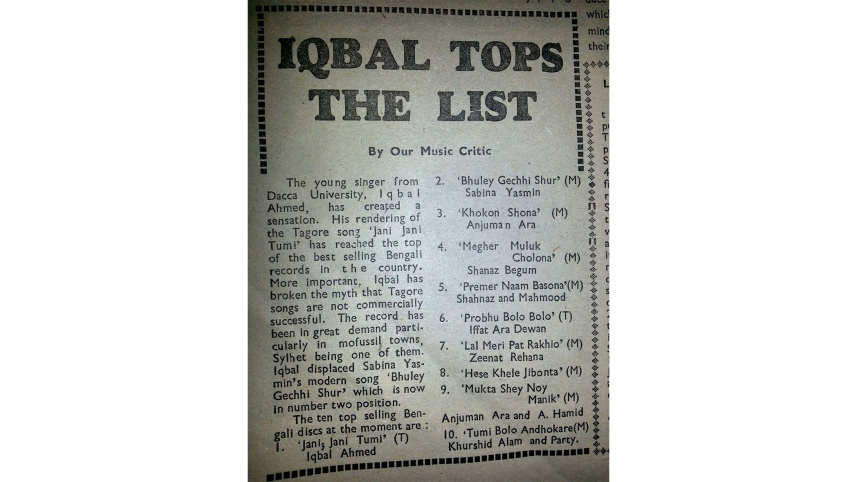 IQBAL TOPS
THE LIST
By Our Music Critic
The young singer from
Dacca University, Iqbal
Ahmed, has created a
sensation. His rendering of
the Tagore song 'Jani Jani
Tumi' has reached the top
of the best selling Bengali
records in the country.
More important, Iqbal has
broken the myth that Tagore
songs are not commercially
successful. The record has
been in great demand parti-
cularly in mofussil towns,
Sylhet being one of them.
Iqbal displaced Sabina Yas-
min's modern song 'Bhuley
Gechhi Shur' which is now
in number two position.
The ten top selling Ben-
gali discs at the moment are :
1. 'Jani, Jani Tumi' (T)
Iqbal Ahmed
2. 'Bhuley Gechhi Shur' (M)
Sabina Yasmin
3. 'Khokon Shona' (M)
Anjuman Ara
4. 'Megher Muluk
Cholona' (M)
Shanaz Begum
5. 'Premer Naam Basona'(M)
Shahnaz and Mahmood
6. 'Probhu Bolo Bolo' (T)
Iffat Ara Dewan
7. 'Lal Meri Pat Rakhio' (M)
Zeenat Rehana
8. 'Hese Khele Jibonta' (M)
9. 'Mukta Shey Noy
Manik' (M)
Anjuman Ara and A. Hamid
10. 'Tumi Bolo Andhokare(M)
Khurshid Alam and Party.